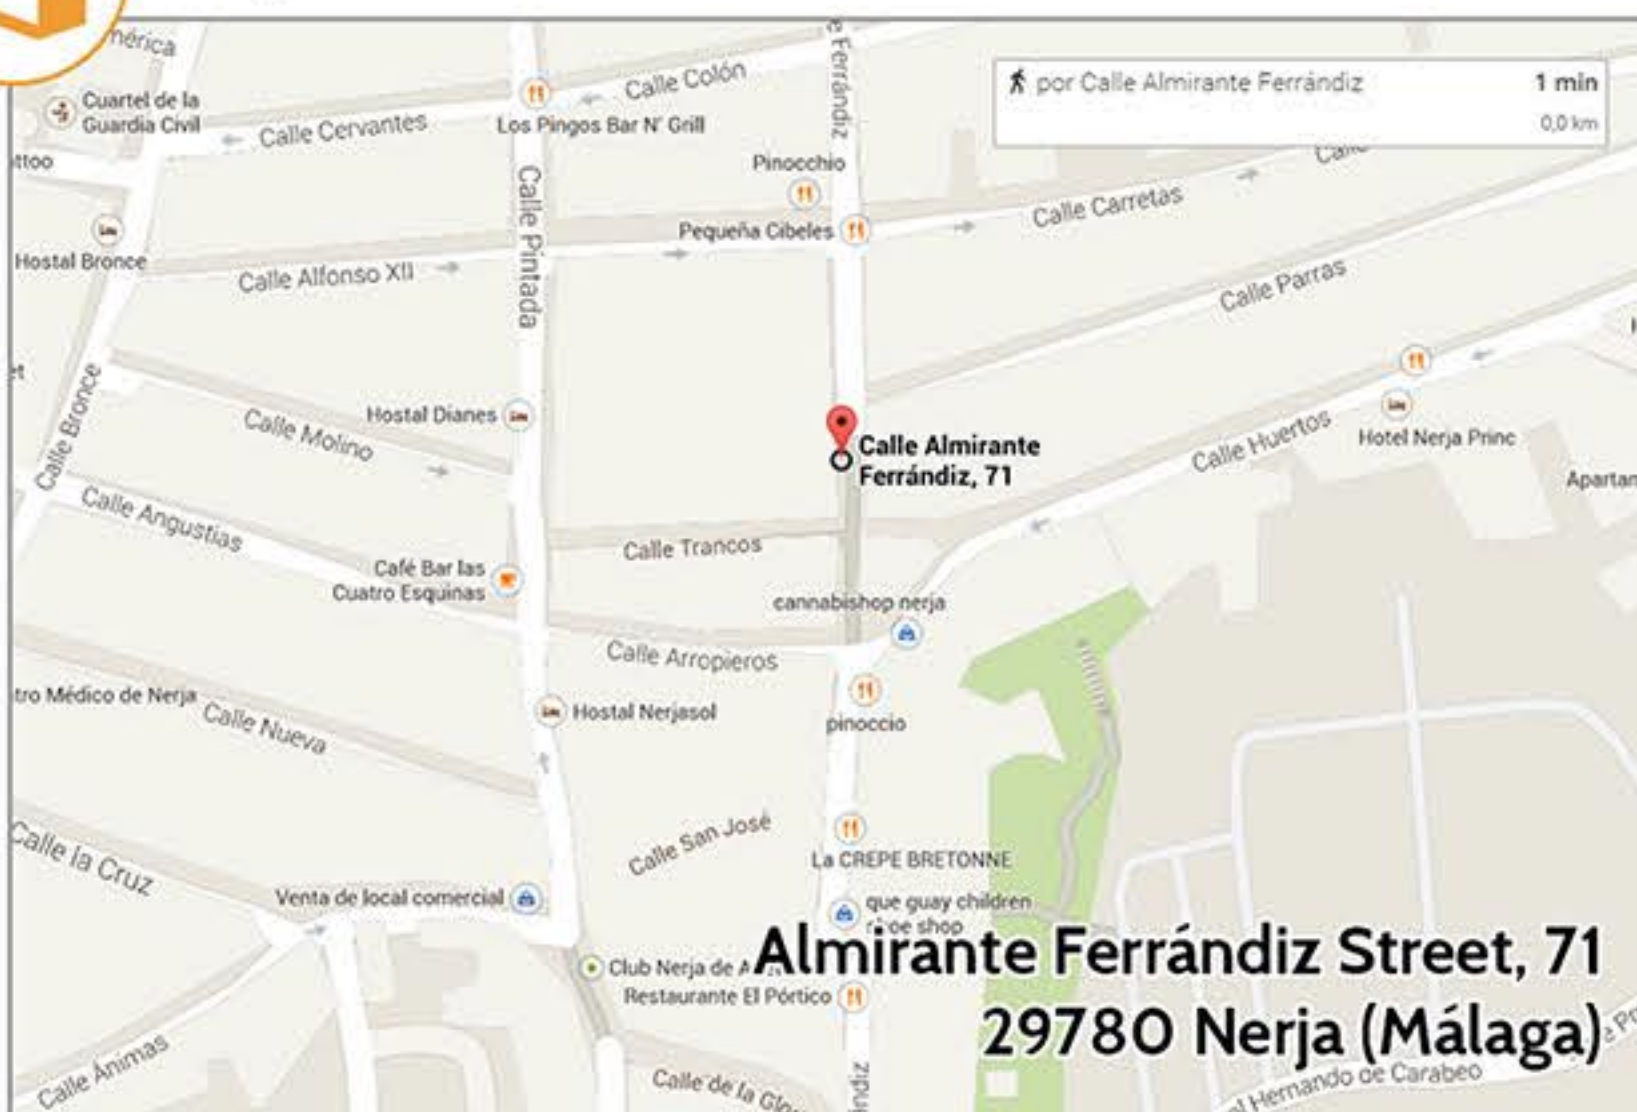 Cuartel de la
Guardia Civil
Calle Cervantes
Los Pingos Bar N' Grill
Calle Colón
Ferrándiz
por Calle Almirante Ferrándiz
1 min
0,0 km
Pinocchio
Pequeña Cibeles
Calle Carretas
Hostal Bronce
Calle Alfonso XII
Calle Pintada
Calle Parras
Calle Bronce
Hostal Dianes
Calle Molino
Calle Almirante
Ferrándiz, 71
Calle Huertos
Hotel Nerja Princ
Calle Angustias
Calle Trancos
Café Bar las
Cuatro Esquinas
cannabishop nerja
Calle Arropieros
tro Médico de Nerja
Calle Nueva
Hostal Nerjasol
pinoccio
Calle San José
La CREPE BRETONNE
Calle la Cruz
Venta de local comercial
que guay children
shop
Club Nerja de
Restaurante El Pórtico
Almirante Ferrándiz Street, 71
29780 Nerja (Málaga)
Calle Ánimas
Calle de la
Hernando de Carabeo